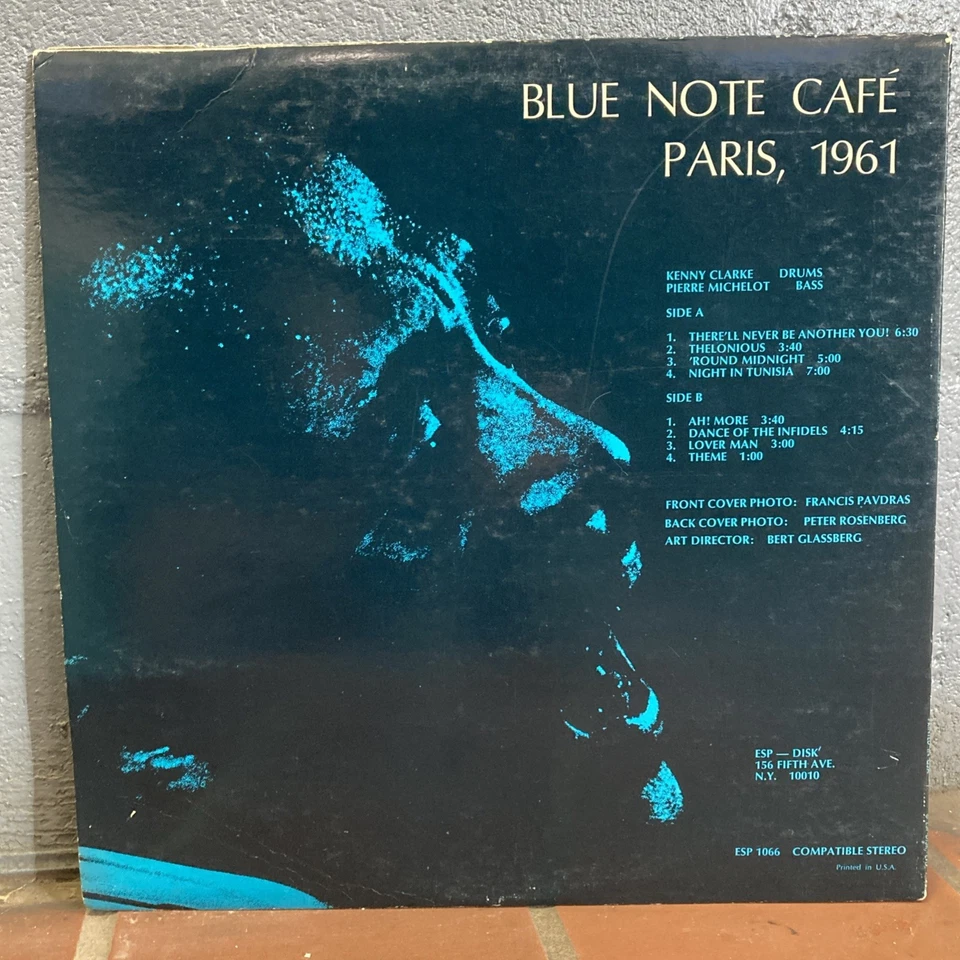 BLUE NOTE CAFÉ
PARIS, 1961
KENNY CLARKE DRUMS
PIERRE MICHELOT BASS
SIDE A
1. THERE'LL NEVER BE ANOTHER YOU! 6:30
2. THELONIOUS 3:40
3. 'ROUND MIDNIGHT 5:00
4. NIGHT IN TUNISIA 7:00
SIDE B
1. AH! MORE 3:40
2. DANCE OF THE INFIDELS 4:15
3. LOVER MAN 3:00
4. THEME 1:00
FRONT COVER PHOTO: FRANCIS PAVDRAS
BACK COVER PHOTO: PETER ROSENBERG
ART DIRECTOR: BERT GLASSBERG
ESP — DISK'
156 FIFTH AVE.
N.Y. 10010
ESP 1066 COMPATIBLE STEREO
Printed in U.S.A.